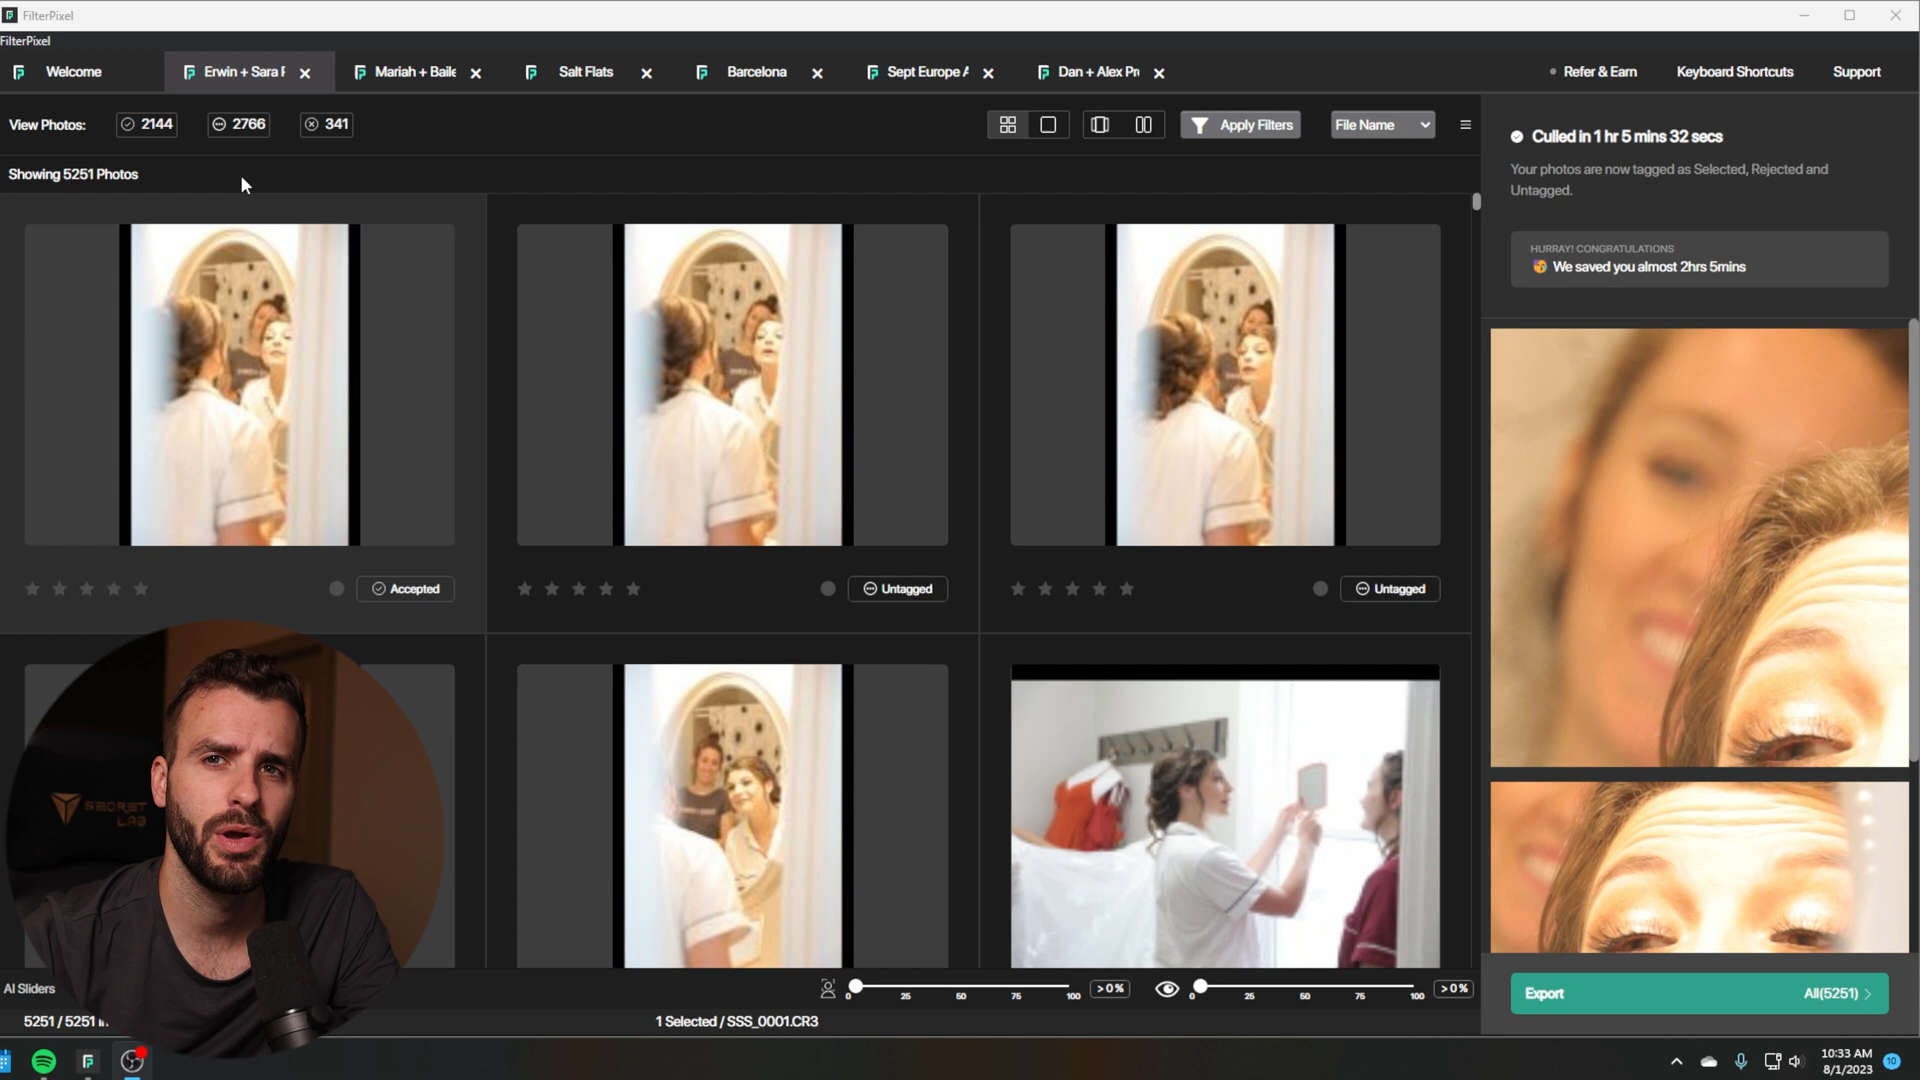 FilterPixel
FilterPixel
Welcome
Erwin + Sara F
Mariah + Baile
Salt Flats
Barcelona
Sept Europe A
Dan + Alex Pr
Refer & Earn
Keyboard Shortcuts
Support
View Photos:
2144
2766
341
Apply Filters
File Name
Showing 5251 Photos
Culled in 1 hr 5 mins 32 secs
Your photos are now tagged as Selected, Rejected and
Untagged.
HURRAY! CONGRATULATIONS
We saved you almost 2hrs 5mins
Accepted
Untagged
Untagged
SECRET
LAB
AI Sliders
0 25 50 75 100
>0%
0 25 50 75 100
>0%
Export
All(5251)
5251 / 5251
1 Selected / SSS_0001.CR3
10:33 AM
8/1/2023
10